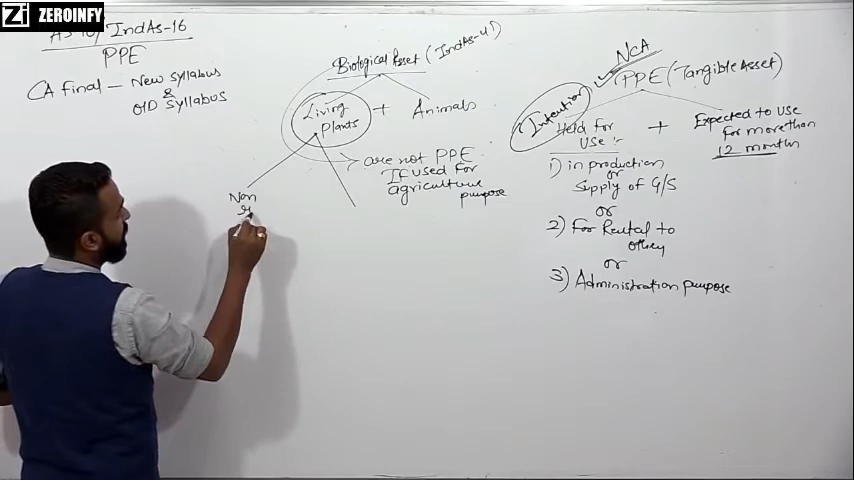 Zi ZEROINFY
AS-10/IndAs-16
PPE
CA Final - New Syllabus
&
Old Syllabus
Biological Asset (IndAs-41)
Living
Plants
+ Animals
are not PPE
If used for
agriculture
purpose
Non
NCA
PPE (Tangible Asset)
Intention
Held for
Use :-
+
Expected to use
for more than
12 months
1) in production
or
Supply of G/S
or
2) For Rental to
others
or
3) Administration purpose